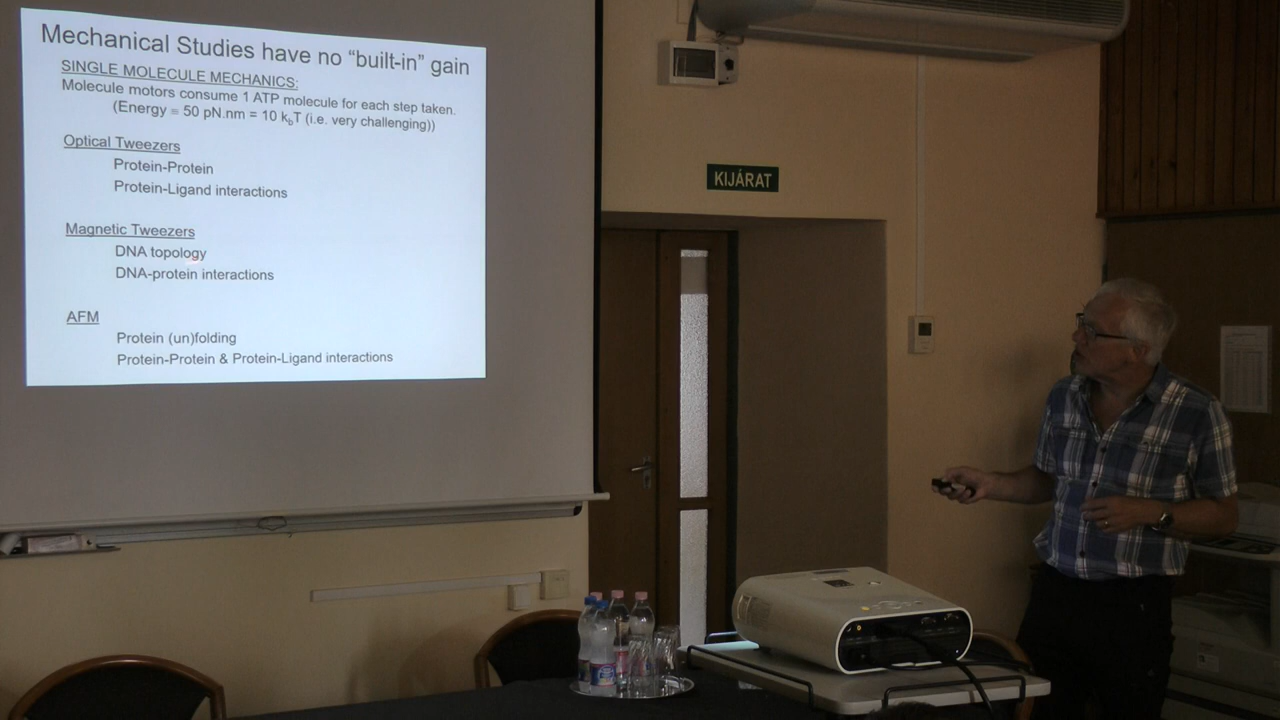 Mechanical Studies have no “built-in” gain
SINGLE MOLECULE MECHANICS:
Molecule motors consume 1 ATP molecule for each step taken.
(Energy = 50 pN.nm = 10 kbT (i.e. very challenging))
Optical Tweezers
Protein-Protein
Protein-Ligand interactions
Magnetic Tweezers
DNA topology
DNA-protein interactions
AFM
Protein (un)folding
Protein-Protein & Protein-Ligand interactions
KIJÁRAT